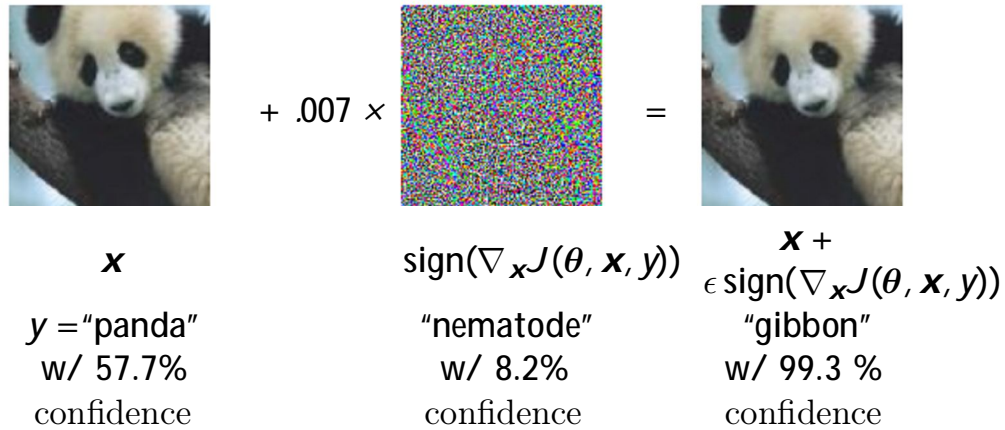 + .007 ×
=
x
y = “panda”
w/ 57.7%
confidence
sign(∇ₓJ(θ, x, y))
“nematode”
w/ 8.2%
confidence
x +
ϵ sign(∇ₓJ(θ, x, y))
“gibbon”
w/ 99.3 %
confidence